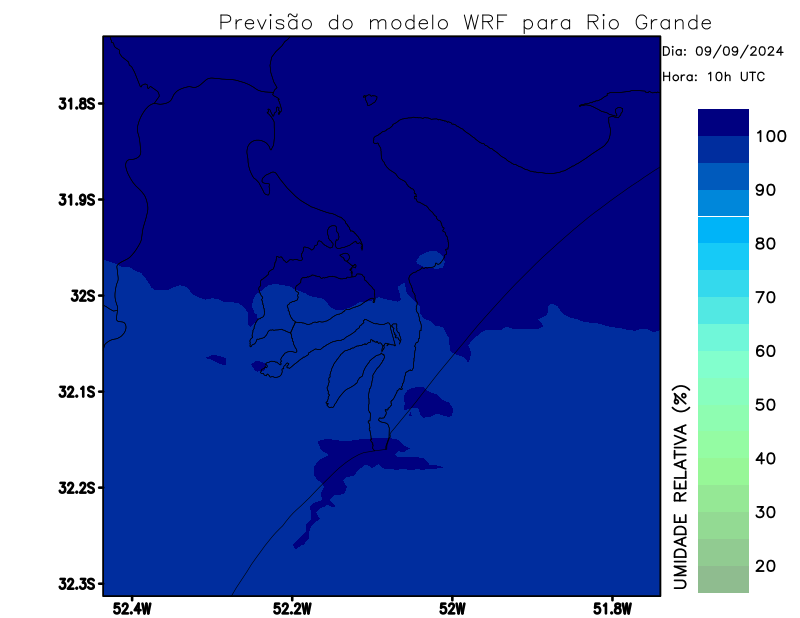 Previsão do modelo WRF para Rio Grande
Dia: 09/09/2024
Hora: 10h UTC
31.8S
31.9S
32S
32.1S
32.2S
32.3S
52.4W
52.2W
52W
51.8W
100
90
80
70
60
50
40
30
20
UMIDADE RELATIVA (%)